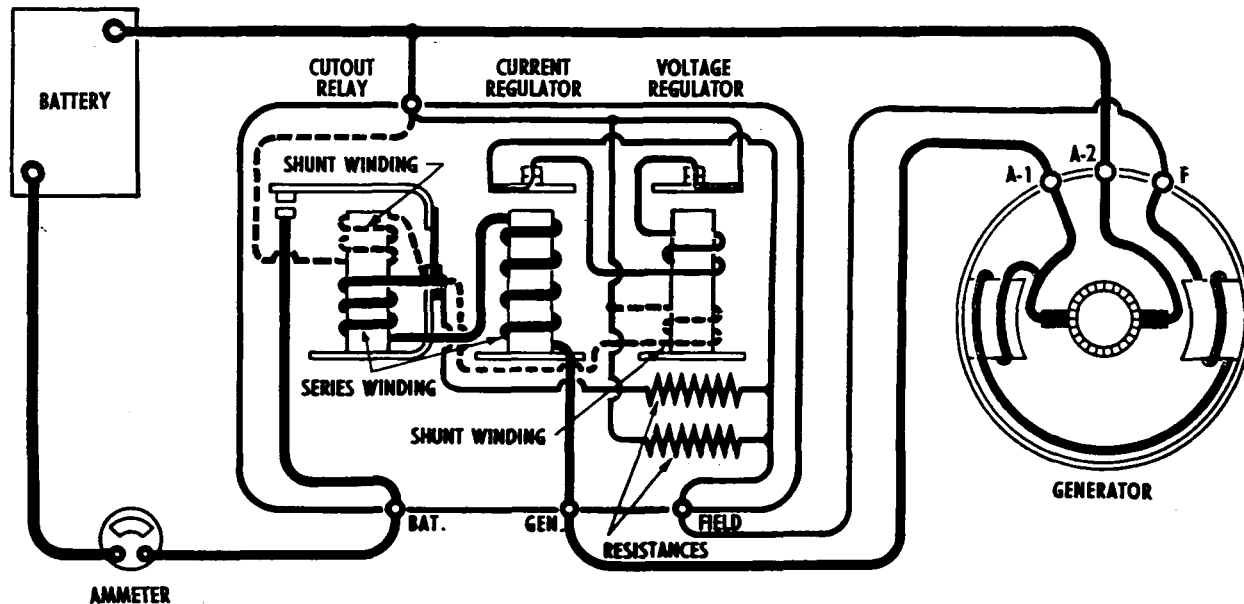 BATTERY
CUTOUT
RELAY
CURRENT
REGULATOR
VOLTAGE
REGULATOR
SHUNT WINDING
A-1
A-2
F
SERIES WINDING
SHUNT WINDING
GENERATOR
BAT.
GEN.
FIELD
RESISTANCES
AMMETER